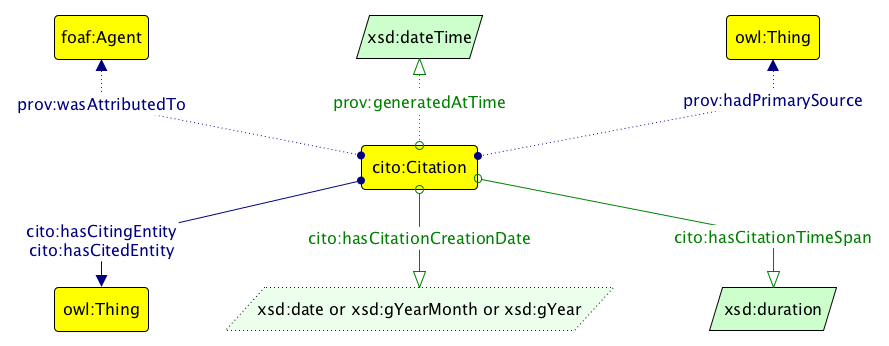 foaf:Agent
xsd:dateTime
owl:Thing
prov:wasAttributedTo
prov:generatedAtTime
prov:hadPrimarySource
cito:Citation
cito:hasCitingEntity
cito:hasCitedEntity
cito:hasCitationCreationDate
cito:hasCitationTimeSpan
owl:Thing
xsd:date or xsd:gYearMonth or xsd:gYear
xsd:duration